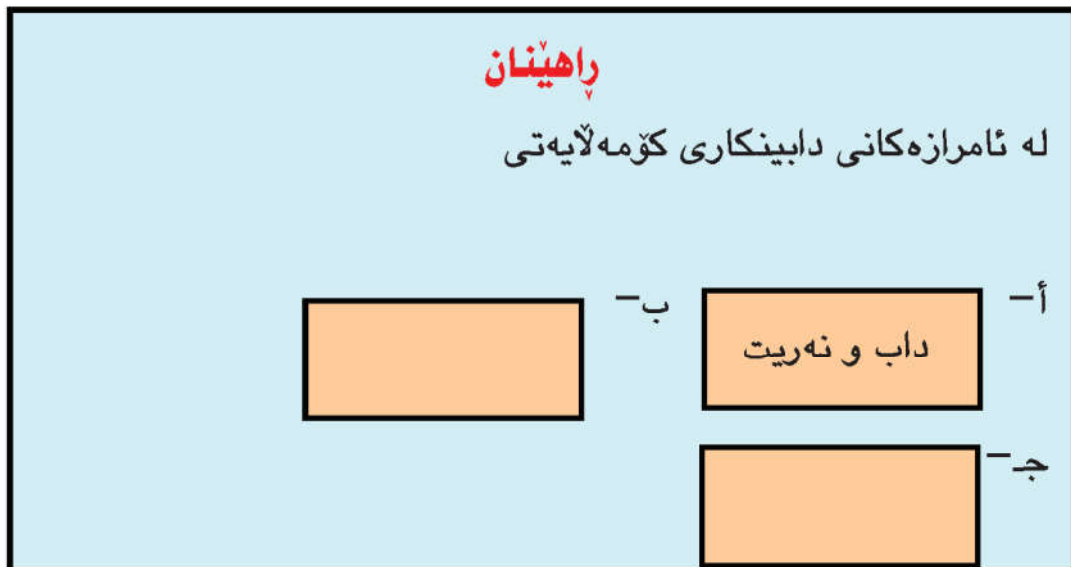 ڕاهێنان
لە ئامرازەکانی دابینکاری کۆمەڵایەتی
أ-
داب و نەریت
ب-
جـ-